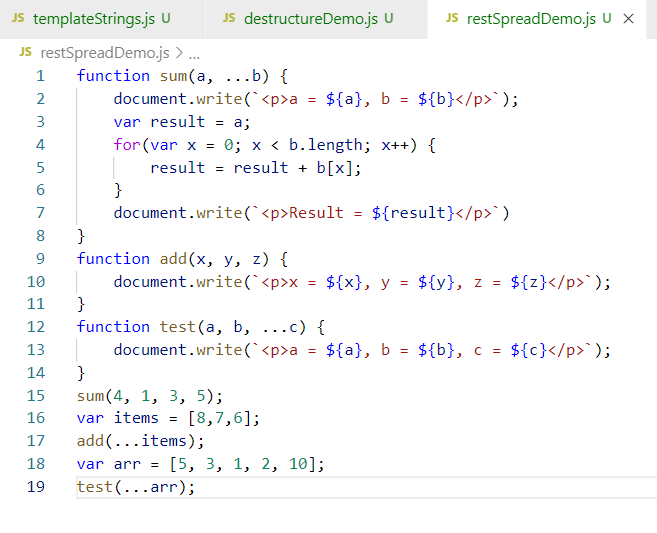 JS templateStrings.js U JS destructureDemo.js U JS restSpreadDemo.js U ×
JS restSpreadDemo.js > ...
1 function sum(a, ...b) {
2     document.write(`<p>a = ${a}, b = ${b}</p>`);
3     var result = a;
4     for(var x = 0; x < b.length; x++) {
5         result = result + b[x];
6     }
7     document.write(`<p>Result = ${result}</p>`)
8 }
9 function add(x, y, z) {
10     document.write(`<p>x = ${x}, y = ${y}, z = ${z}</p>`);
11 }
12 function test(a, b, ...c) {
13     document.write(`<p>a = ${a}, b = ${b}, c = ${c}</p>`);
14 }
15 sum(4, 1, 3, 5);
16 var items = [8,7,6];
17 add(...items);
18 var arr = [5, 3, 1, 2, 10];
19 test(...arr);